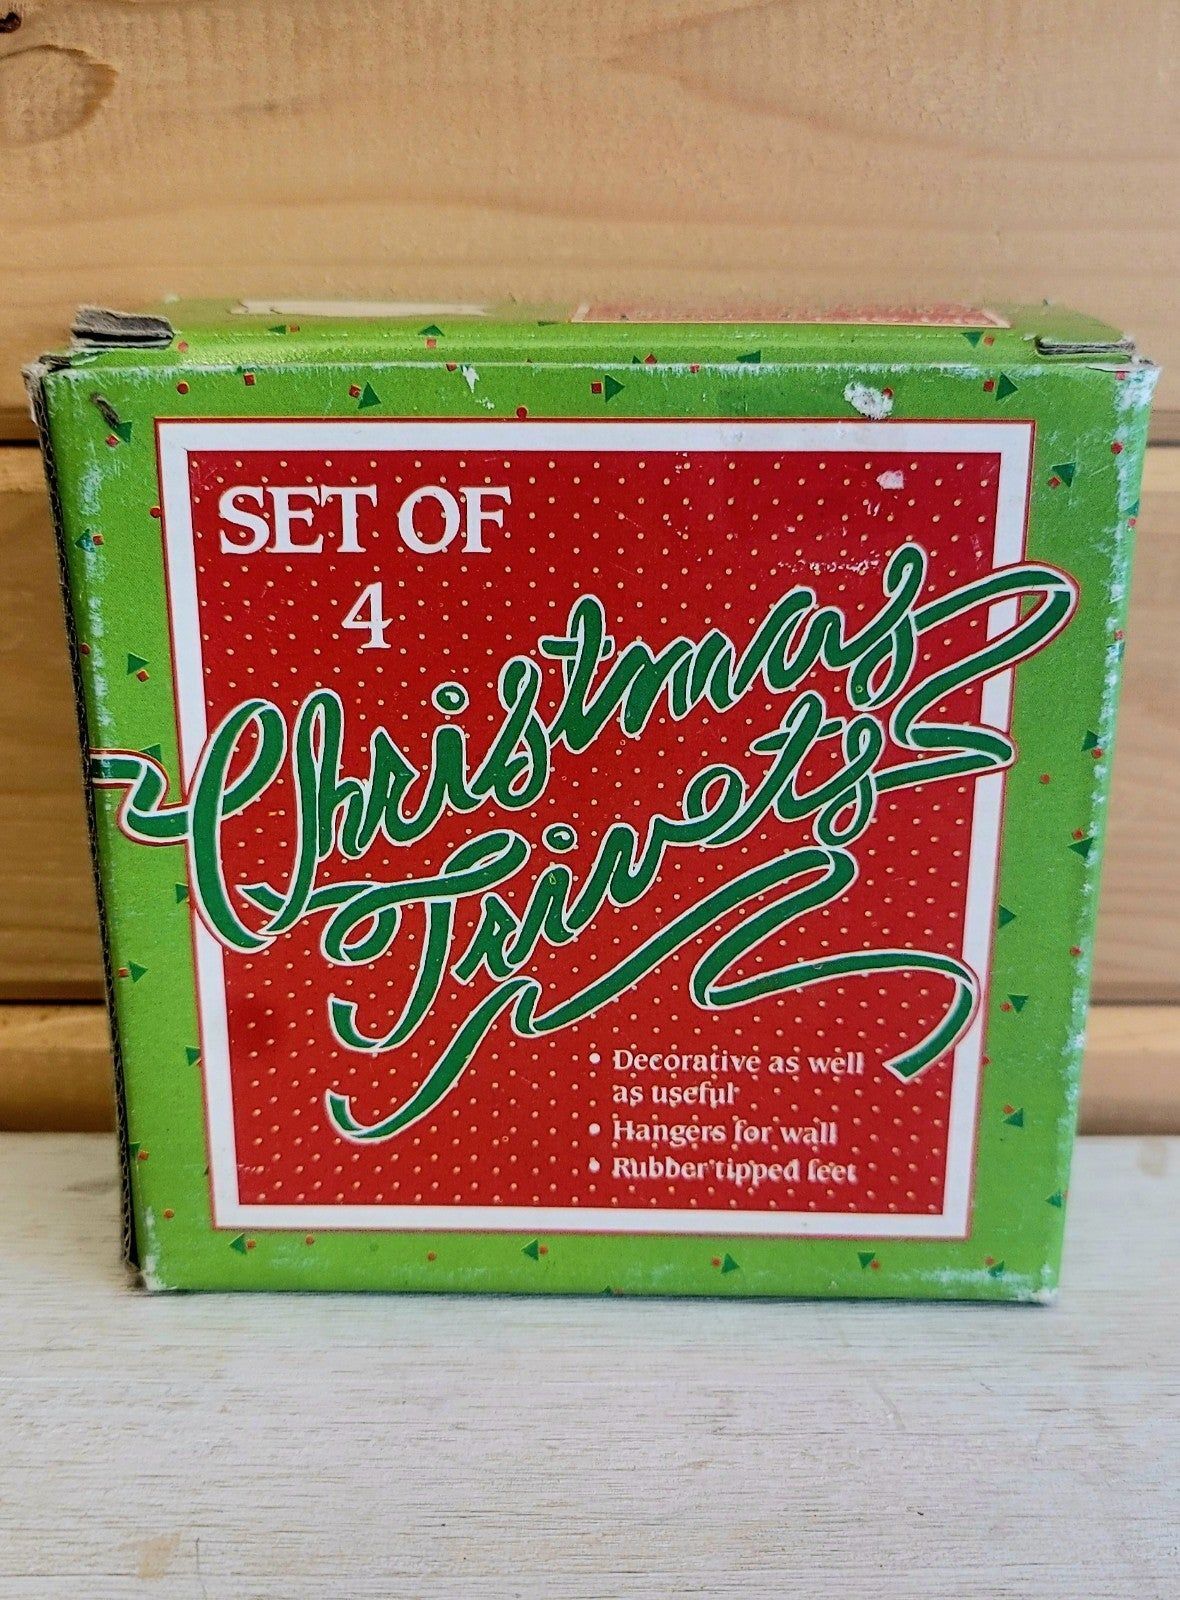 SET OF
4
Christmas
Trivets
• Decorative as well
as useful
• Hangers for wall
• Rubber tipped feet